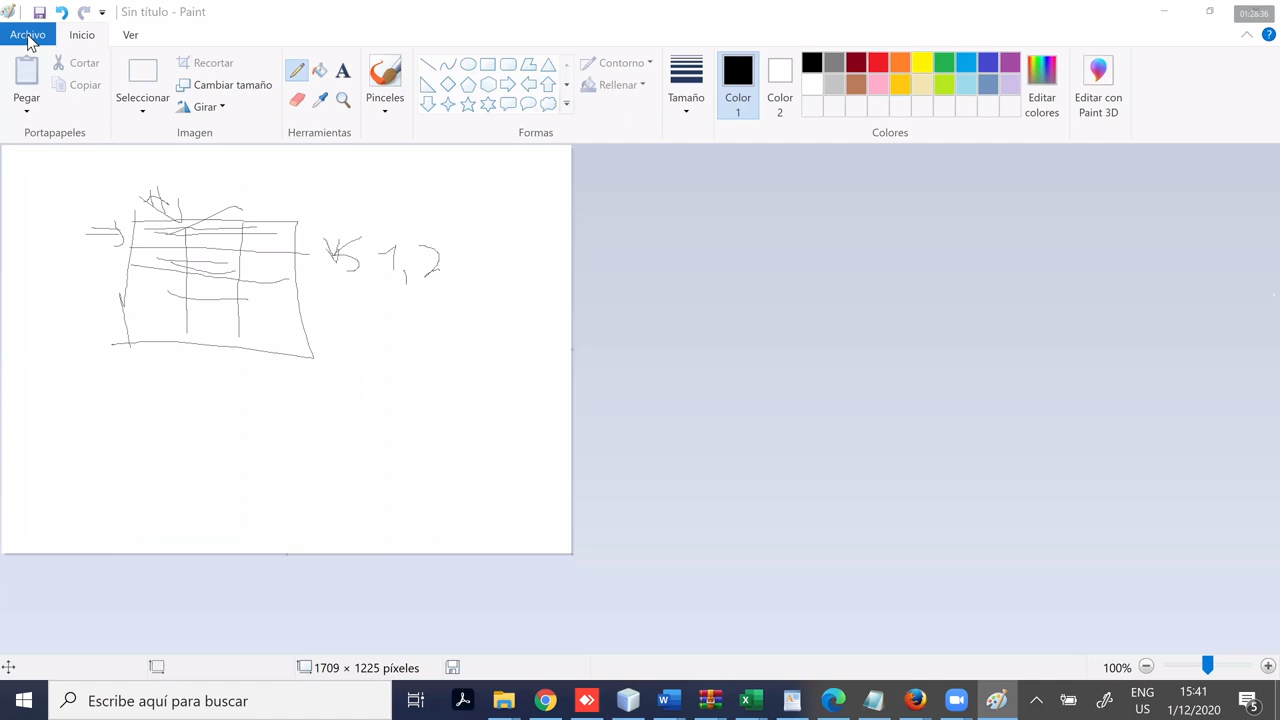 Sin título - Paint
01:26:36
Archivo
Inicio
Ver
Pegar
Cortar
Copiar
Portapapeles
Seleccionar
Recortar
Cambiar tamaño
Girar
Imagen
Herramientas
Pinceles
Contorno
Rellenar
Formas
Tamaño
Color 1
Color 2
Editar colores
Editar con Paint 3D
Colores
1,2
1709 × 1225 píxeles
100%
Escribe aquí para buscar
ENG
US
15:41
1/12/2020
5